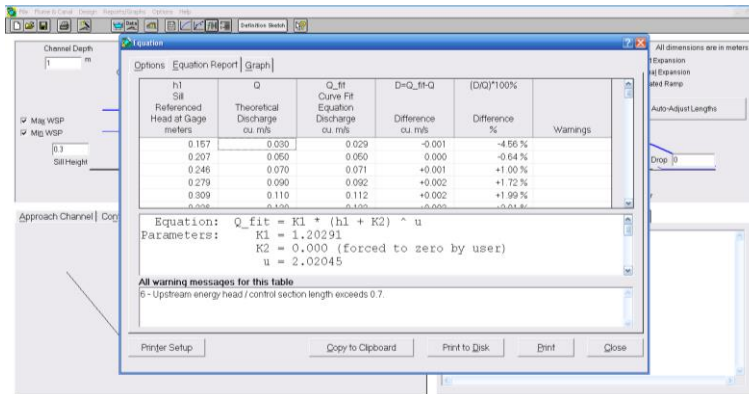 File Flume & Canal Design Reports/Graphs Options Help
Definition Sketch
Channel Depth
1 m
Max WSP
Min WSP
0.3
Sill Height
Approach Channel
All dimensions are in meters
Expansion
Expansion
Ramp
Auto-Adjust Lengths
Drop 0
Equation
Options Equation Report Graph
h1 Q Q_fit D=Q_fit-Q (D/Q)*100%
Sill Curve Fit
Referenced Theoretical Equation
Head at Gage Discharge Discharge Difference Difference
meters cu. m/s cu. m/s cu. m/s % Warnings
0.157 0.030 0.029 -0.001 -4.56 %
0.207 0.050 0.050 0.000 -0.64 %
0.246 0.070 0.071 +0.001 +1.00 %
0.279 0.090 0.092 +0.002 +1.72 %
0.309 0.110 0.112 +0.002 +1.99 %
Equation: Q_fit = K1 * (h1 + K2) ^ u
Parameters: K1 = 1.20291
K2 = 0.000 (forced to zero by user)
u = 2.02045
All warning messages for this table
6 - Upstream energy head / control section length exceeds 0.7.
Printer Setup Copy to Clipboard Print to Disk Print Close